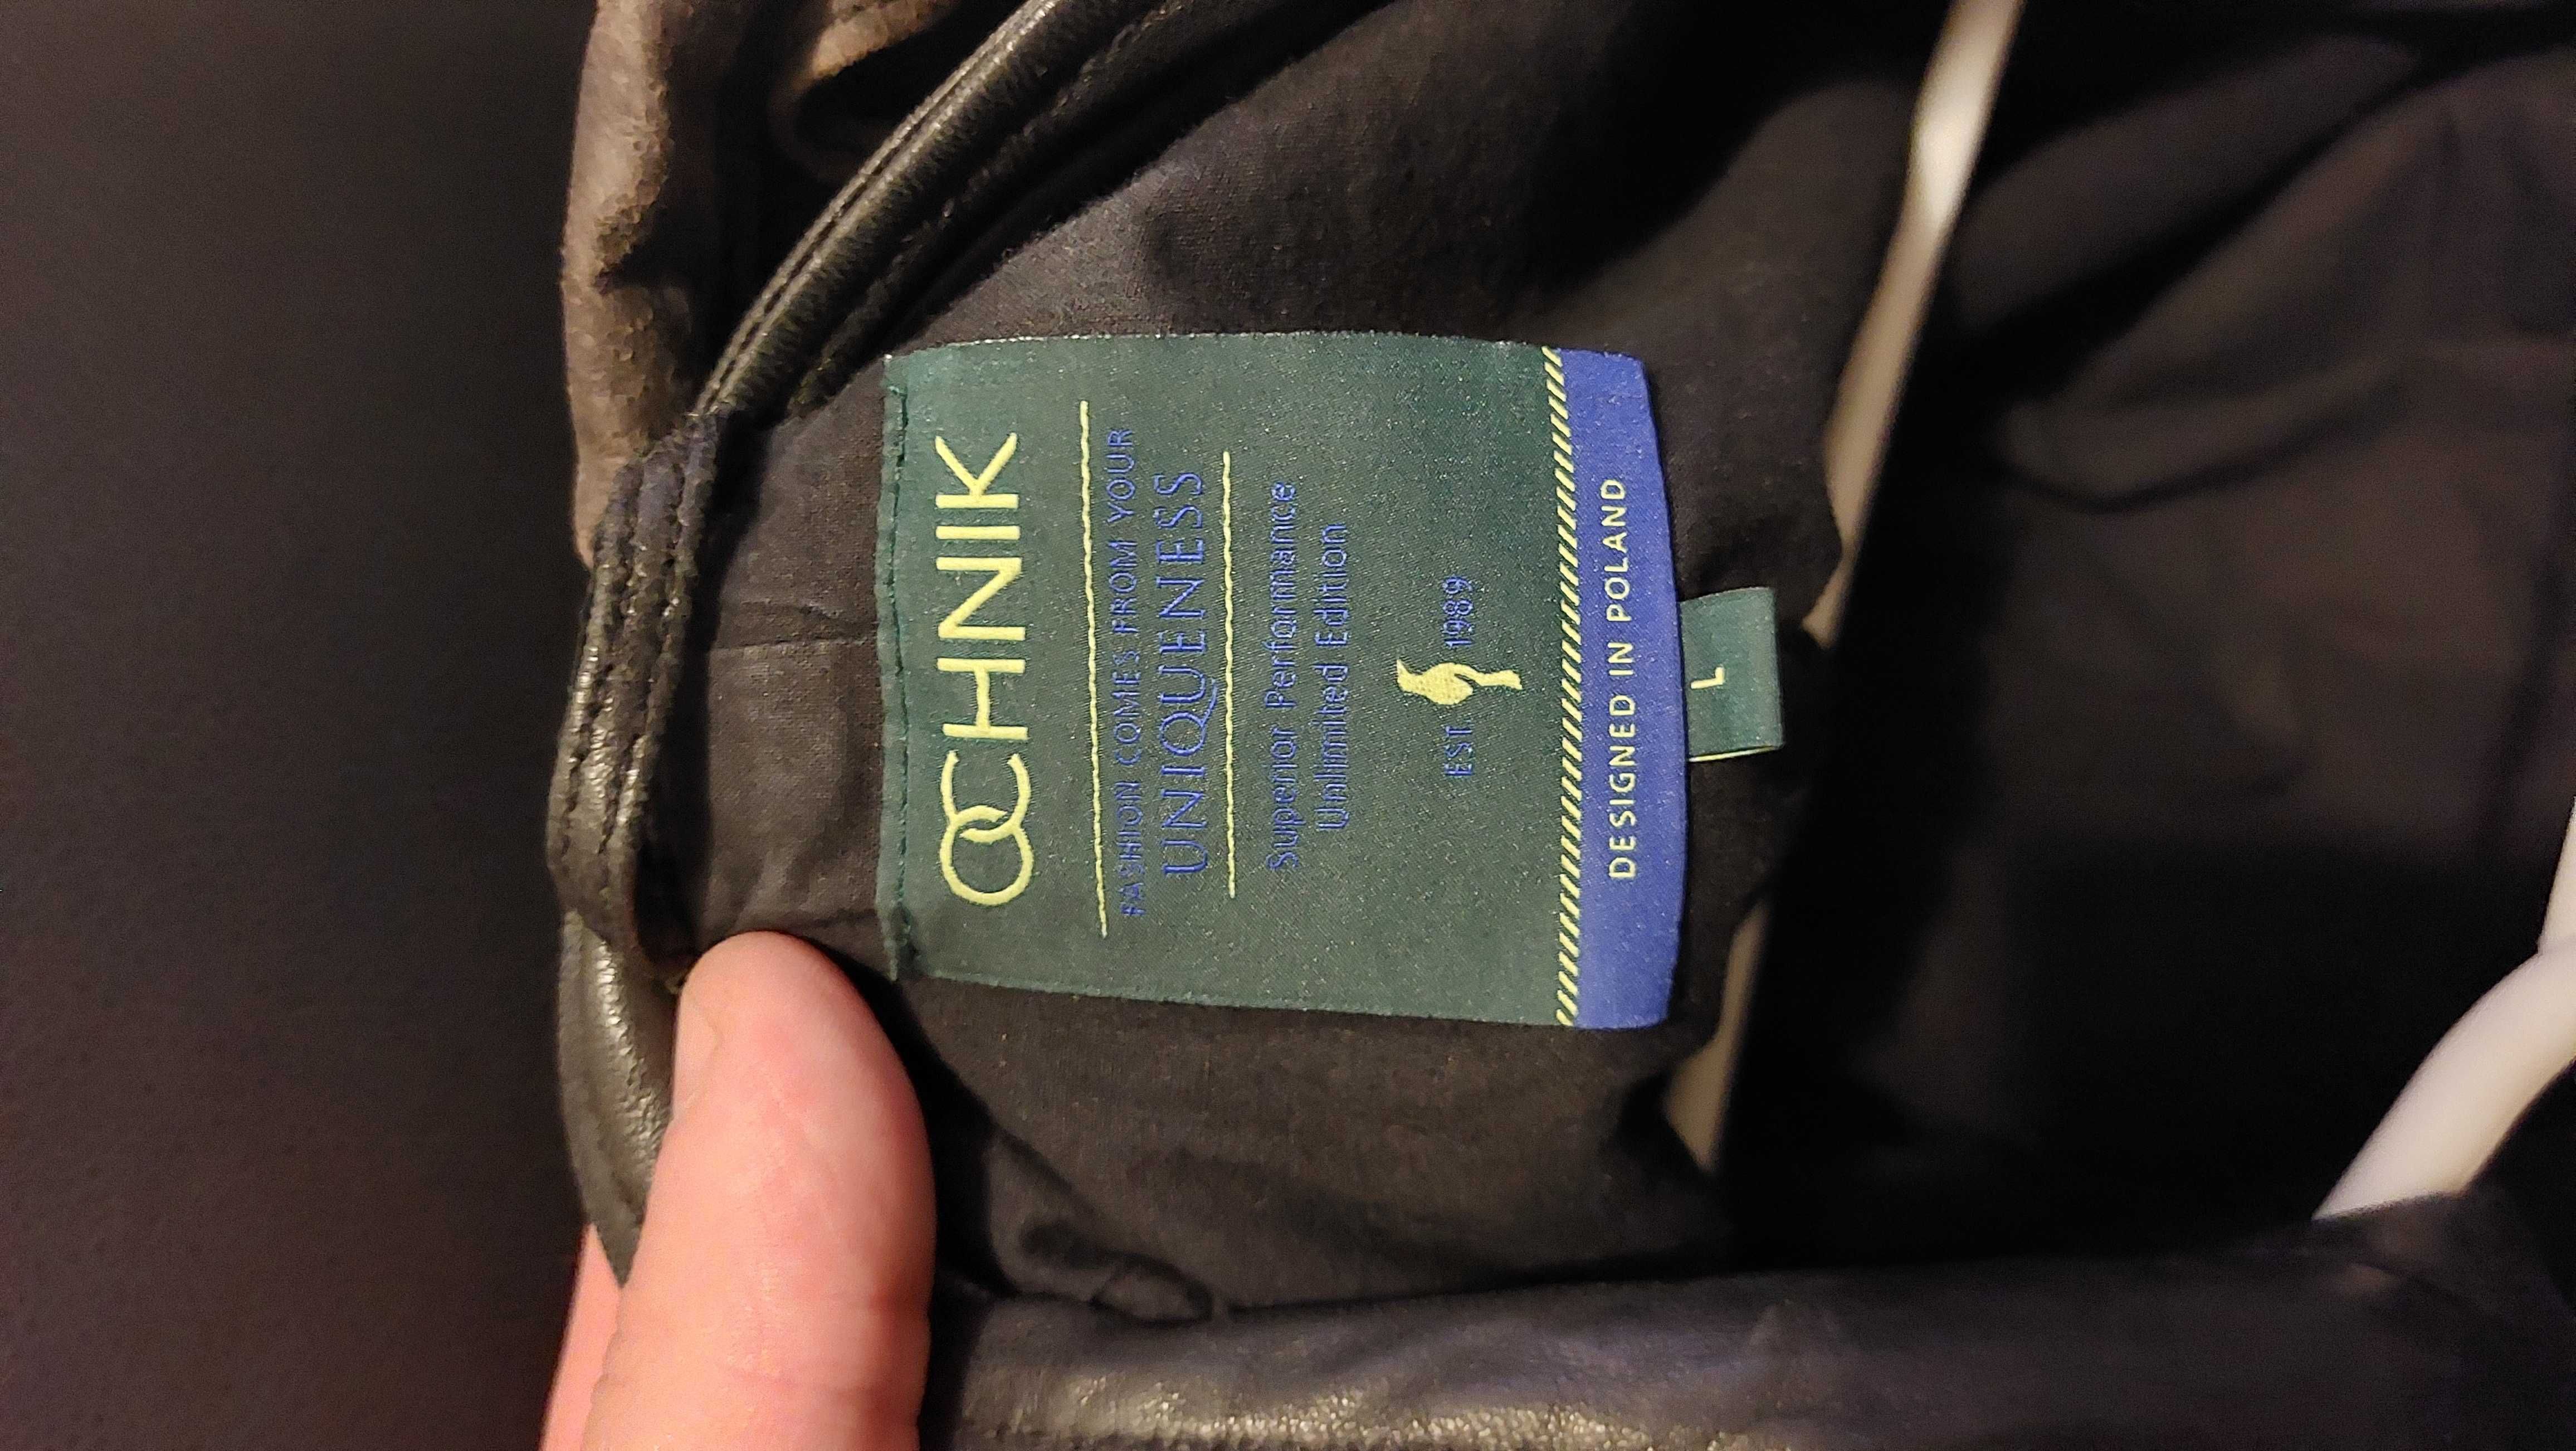 OCHNIK
FASHION COMES FROM YOUR
UNIQUENESS
Superior Performance
Unlimited Edition
EST. 1989
DESIGNED IN POLAND
L